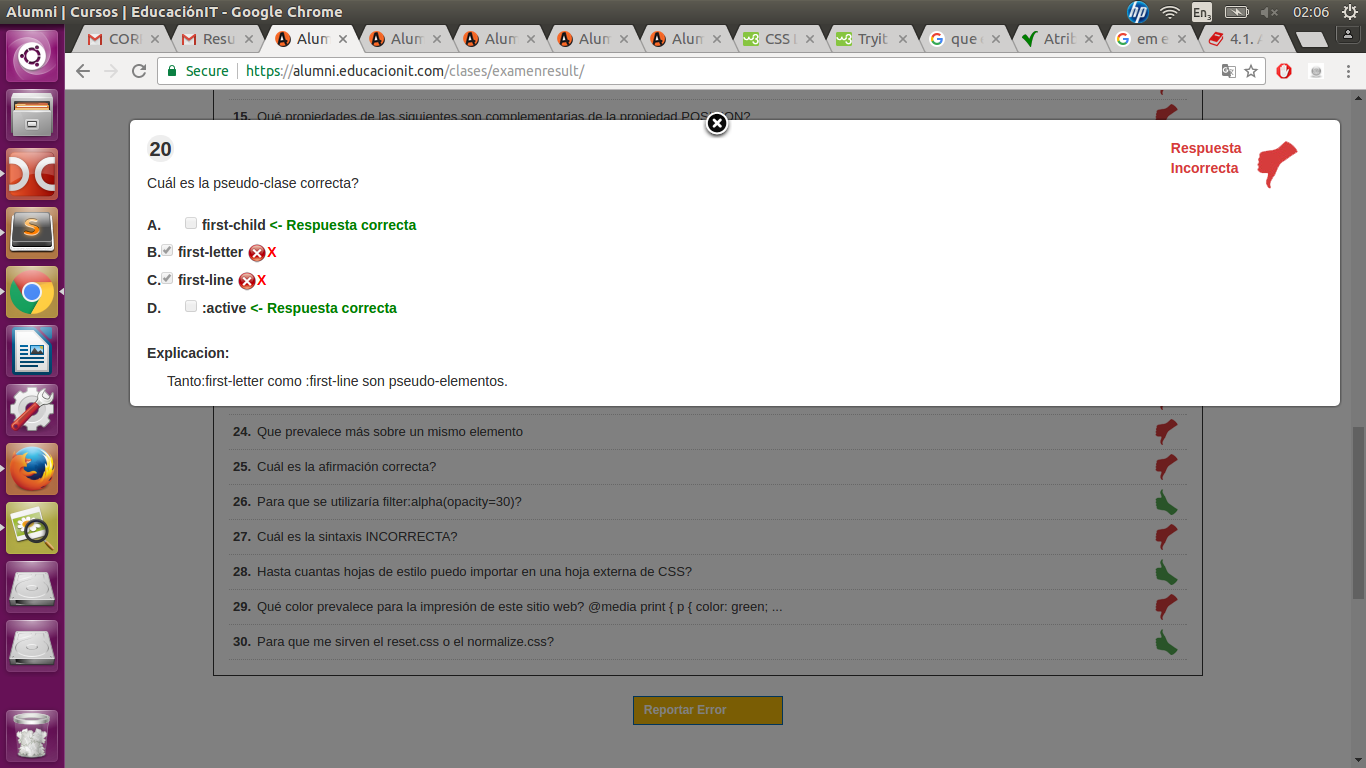 Alumni | Cursos | EducaciónIT - Google Chrome
En3
02:06
COR
Resu
Alum
Alum
Alum
Alum
Alum
CSS
Tryit
que
Atrib
em e
4.1.
Secure
https://alumni.educacionit.com/clases/examenresult/
15. Qué propiedades de las siguientes son complementarias de la propiedad POSITION?
20
Respuesta
Incorrecta
Cuál es la pseudo-clase correcta?
A. first-child <- Respuesta correcta
B. first-letter X
C. first-line X
D. :active <- Respuesta correcta
Explicacion:
Tanto:first-letter como :first-line son pseudo-elementos.
24. Que prevalece más sobre un mismo elemento
25. Cuál es la afirmación correcta?
26. Para que se utilizaría filter:alpha(opacity=30)?
27. Cuál es la sintaxis INCORRECTA?
28. Hasta cuantas hojas de estilo puedo importar en una hoja externa de CSS?
29. Qué color prevalece para la impresión de este sitio web? @media print { p { color: green; ...
30. Para que me sirven el reset.css o el normalize.css?
Reportar Error